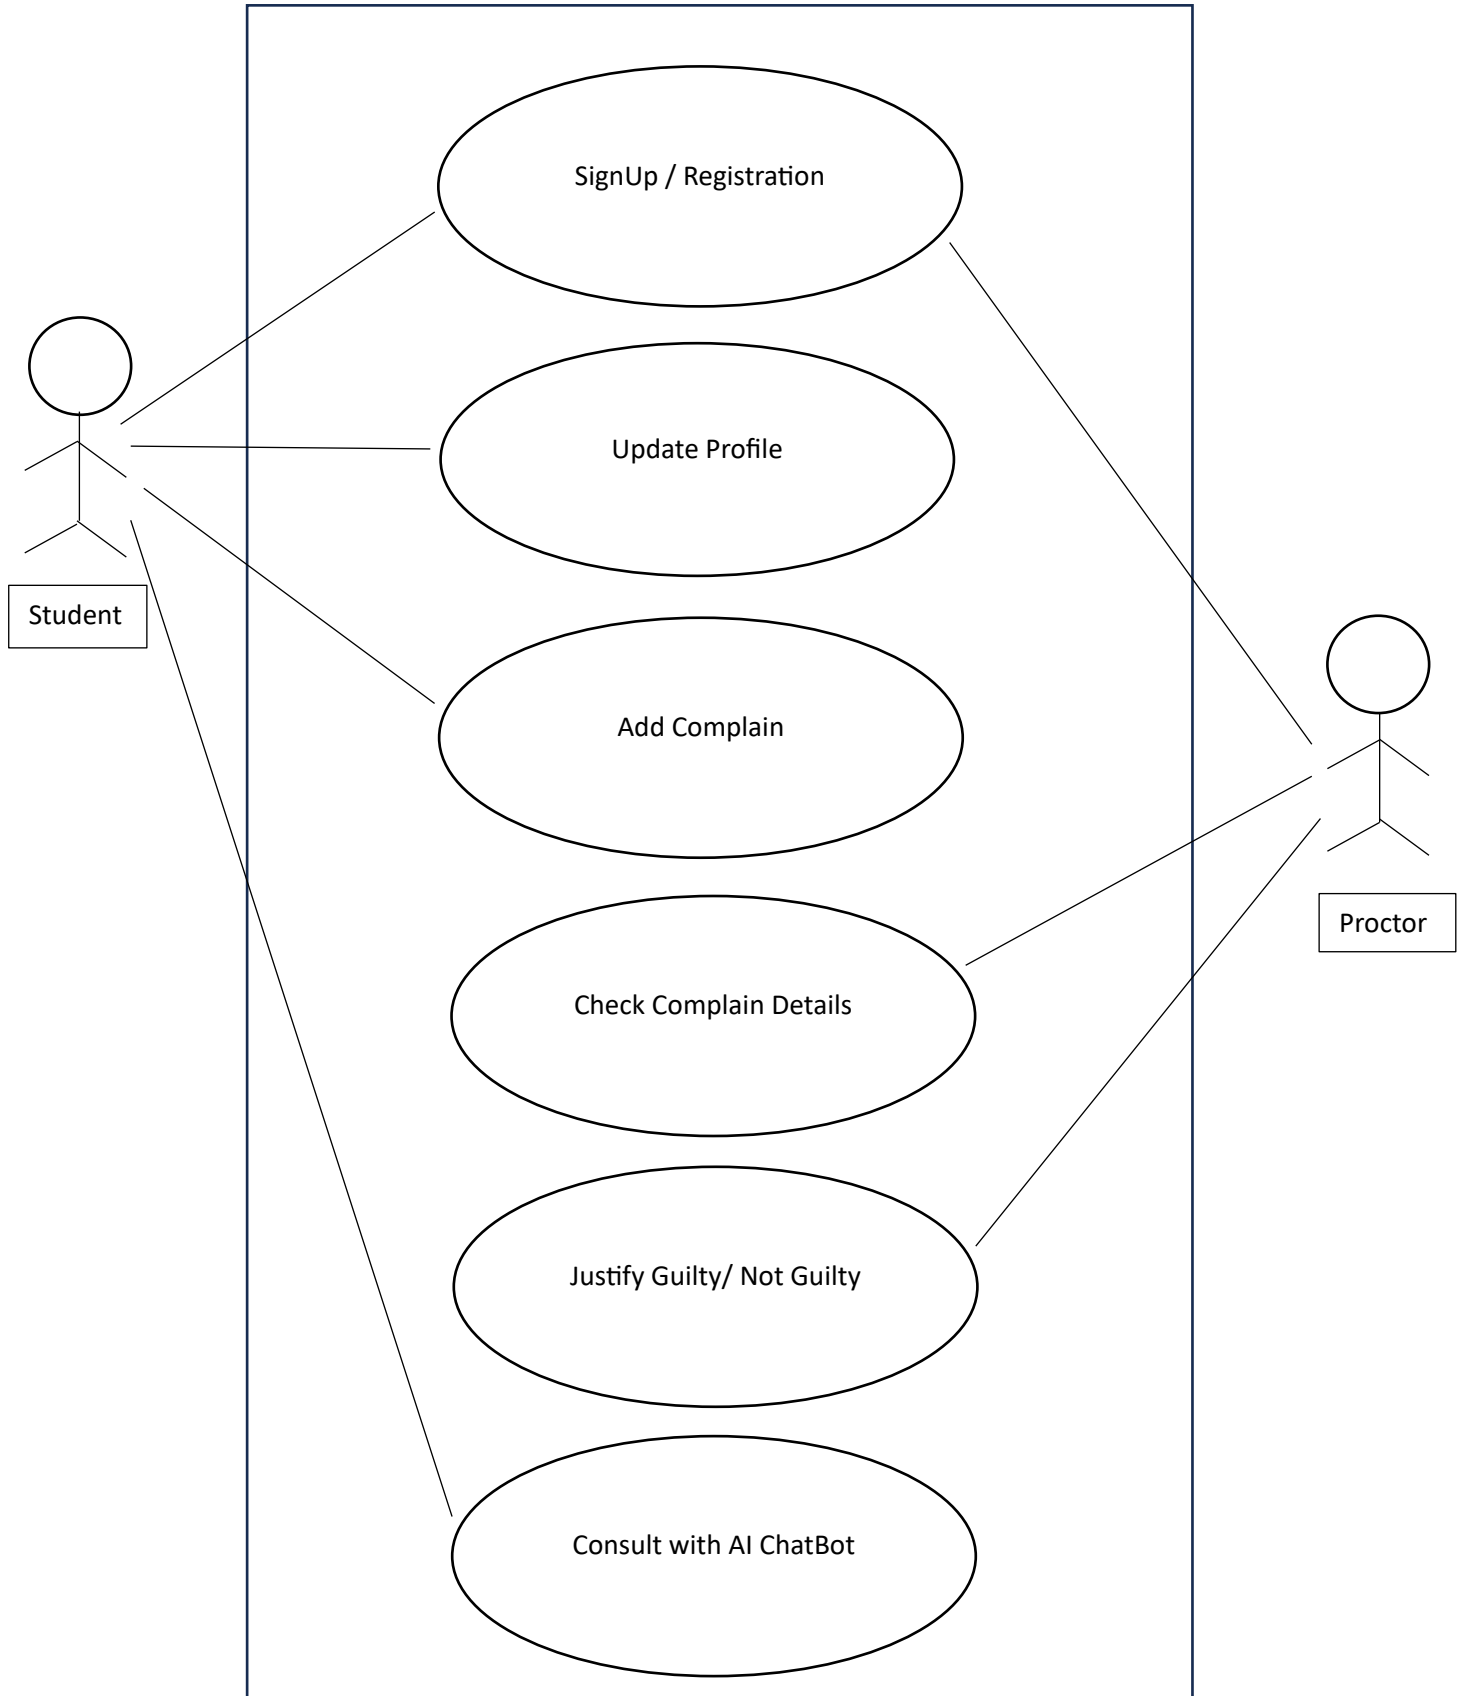 SignUp / Registration
Update Profile
Student
Add Complain
Proctor
Check Complain Details
Justify Guilty/ Not Guilty
Consult with AI ChatBot